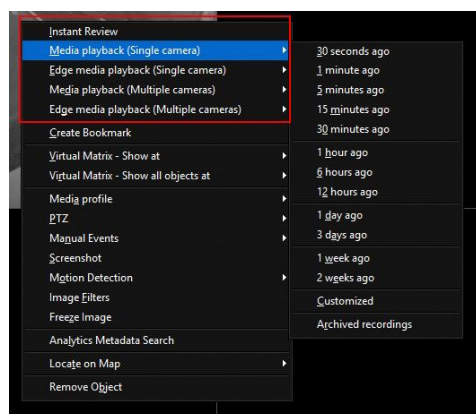 Instant Review
Media playback (Single camera)
Edge media playback (Single camera)
Media playback (Multiple cameras)
Edge media playback (Multiple cameras)
Create Bookmark
Virtual Matrix - Show at
Virtual Matrix - Show all objects at
Media profile
PTZ
Manual Events
Screenshot
Motion Detection
Image Filters
Freeze Image
Analytics Metadata Search
Locate on Map
Remove Object
30 seconds ago
1 minute ago
5 minutes ago
15 minutes ago
30 minutes ago
1 hour ago
6 hours ago
12 hours ago
1 day ago
3 days ago
1 week ago
2 weeks ago
Customized
Archived recordings